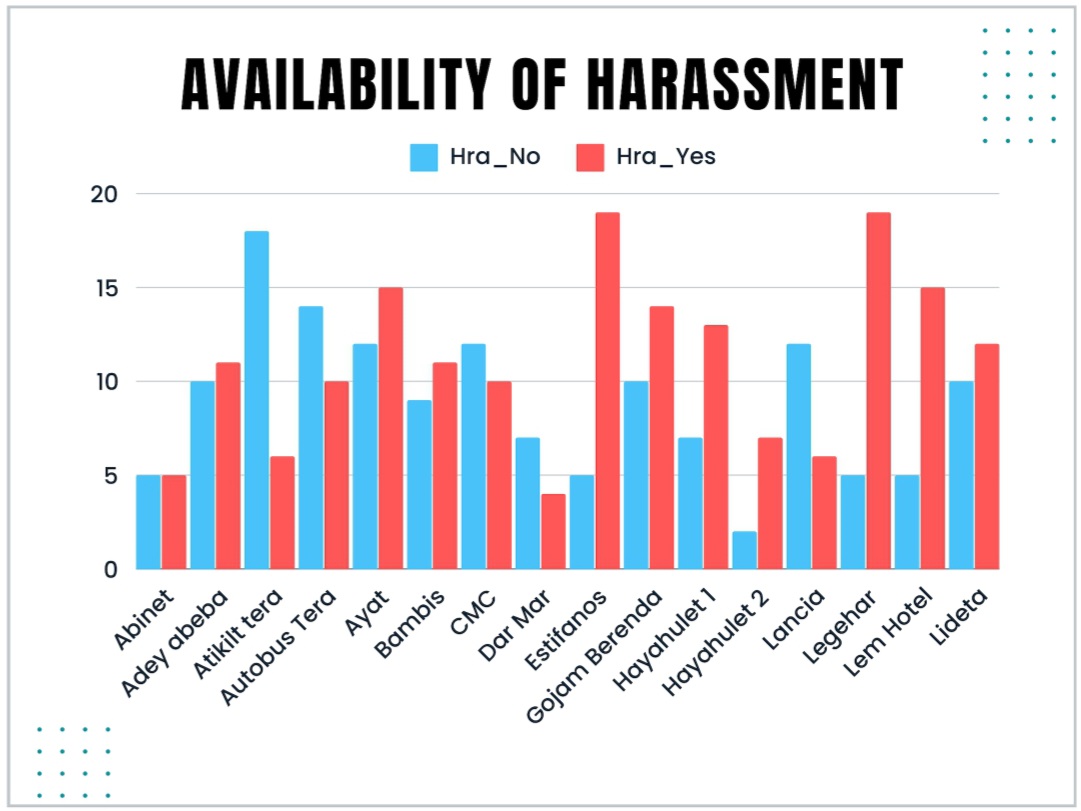 AVAILABILITY OF HARASSMENT
Hra_No Hra_Yes
20
15
10
5
0
Abinet
Adey abeba
Atikilt tera
Autobus Tera
Ayat
Bambis
CMC
Dar Mar
Estifanos
Gojam Berenda
Hayahulet 1
Hayahulet 2
Lancia
Legehar
Lem Hotel
Lideta